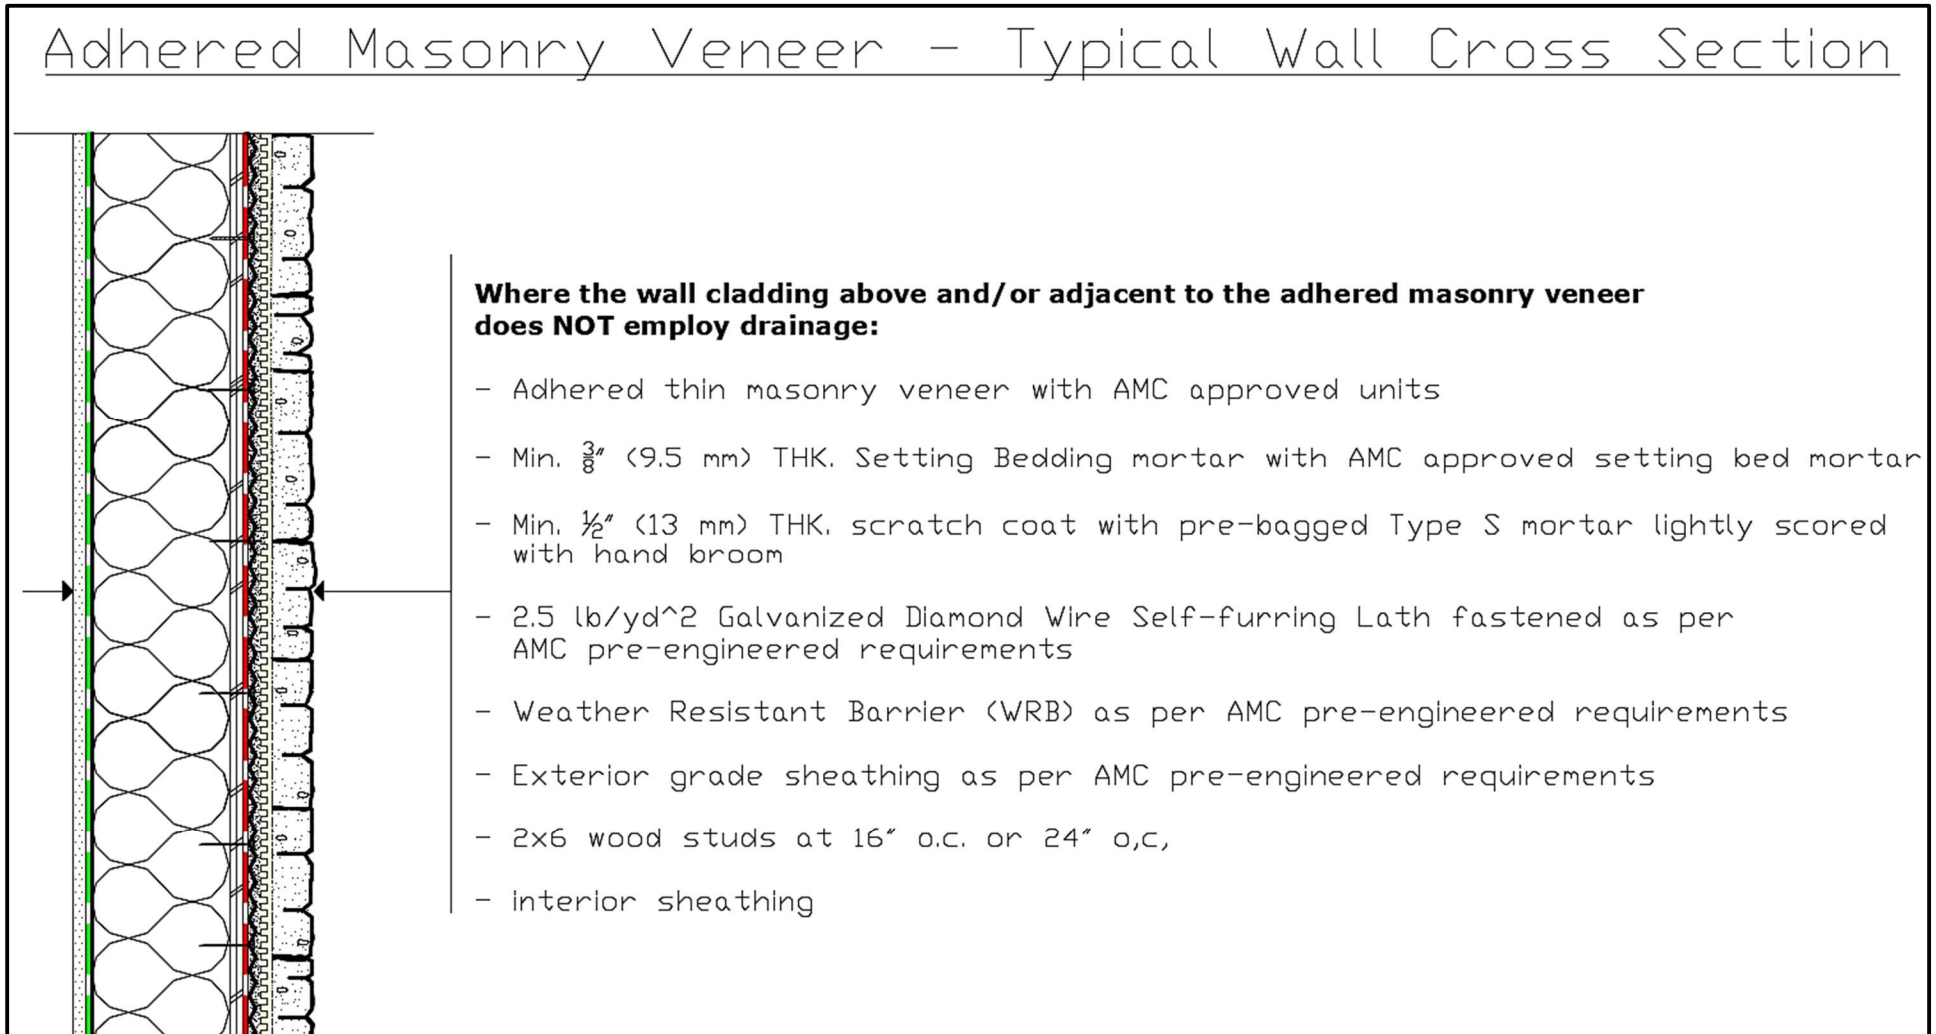 Adhered Masonry Veneer - Typical Wall Cross Section
Where the wall cladding above and/or adjacent to the adhered masonry veneer
does NOT employ drainage:
- Adhered thin masonry veneer with AMC approved units
- Min. 3/8" (9.5 mm) THK. Setting Bedding mortar with AMC approved setting bed mortar
- Min. 1/2" (13 mm) THK. scratch coat with pre-bagged Type S mortar lightly scored
with hand broom
- 2.5 lb/yd^2 Galvanized Diamond Wire Self-furring Lath fastened as per
AMC pre-engineered requirements
- Weather Resistant Barrier (WRB) as per AMC pre-engineered requirements
- Exterior grade sheathing as per AMC pre-engineered requirements
- 2x6 wood studs at 16" o.c. or 24" o,c,
- interior sheathing